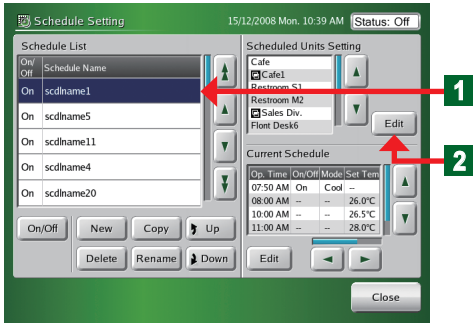 Schedule Setting
15/12/2008 Mon. 10:39 AM
Status: Off
Schedule List
On/Off Schedule Name
On scdlname1
On scdlname5
On scdlname11
On scdlname4
On scdlname20
On/Off New Copy Up
Delete Rename Down
Scheduled Units Setting
Cafe
Cafe1
Restroom S1
Restroom M2
Sales Div.
Flont Desk6
Edit
Current Schedule
Op. Time On/Off Mode Set Tem
07:50 AM On Cool --
08:00 AM -- -- 26.0°C
10:00 AM -- -- 26.5°C
11:00 AM -- -- 28.0°C
Edit
Close
1
2